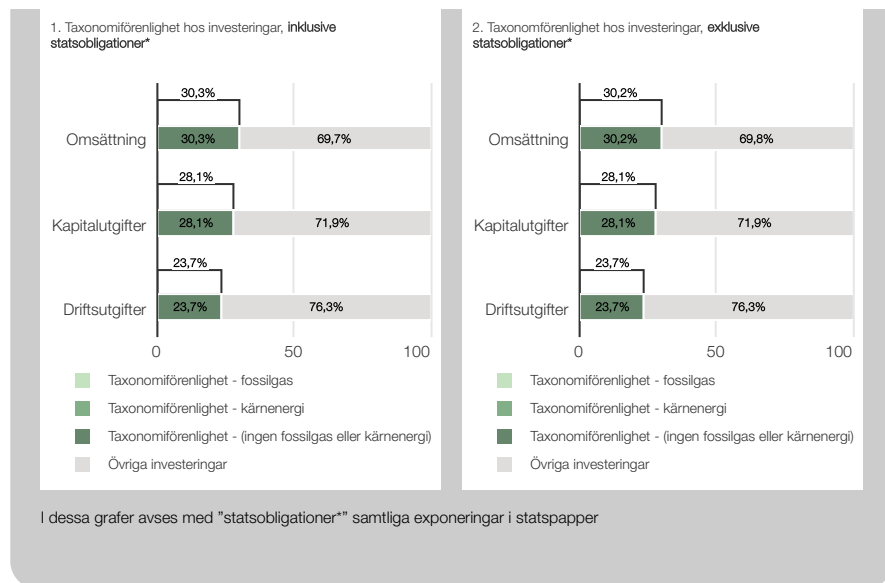 1. Taxonomiförenlighet hos investeringar, inklusive
statsobligationer*
30,3%
Omsättning 30,3% 69,7%
28,1%
Kapitalutgifter 28,1% 71,9%
23,7%
Driftsutgifter 23,7% 76,3%
0 50 100
Taxonomiförenlighet - fossilgas
Taxonomiförenlighet - kärnenergi
Taxonomiförenlighet - (ingen fossilgas eller kärnenergi)
Övriga investeringar
2. Taxonomförenlighet hos investeringar, exklusive
statsobligationer*
30,2%
Omsättning 30,2% 69,8%
28,1%
Kapitalutgifter 28,1% 71,9%
23,7%
Driftsutgifter 23,7% 76,3%
0 50 100
Taxonomiförenlighet - fossilgas
Taxonomiförenlighet - kärnenergi
Taxonomiförenlighet - (ingen fossilgas eller kärnenergi)
Övriga investeringar
I dessa grafer avses med ”statsobligationer*” samtliga exponeringar i statspapper